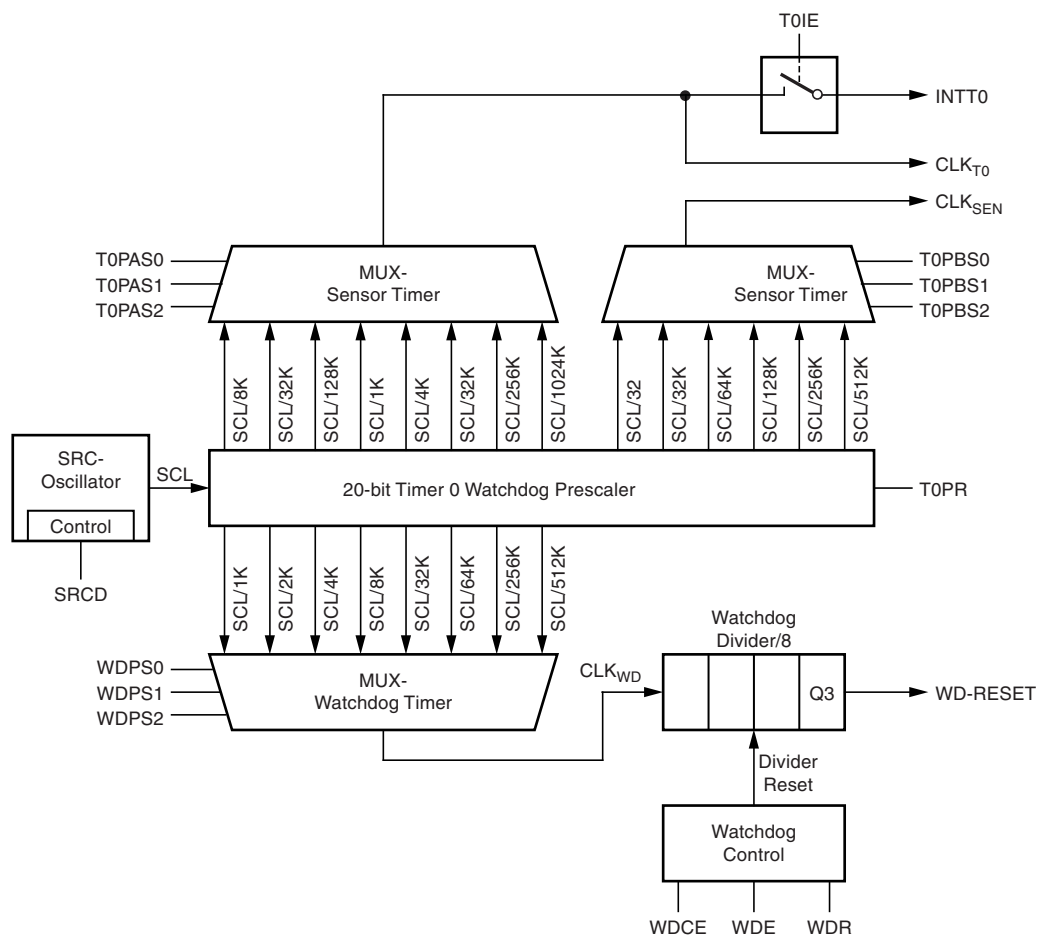 T0IE
INTT0
CLKT0
CLKSEN
T0PAS0
T0PAS1
T0PAS2
MUX-
Sensor Timer
MUX-
Sensor Timer
T0PBS0
T0PBS1
T0PBS2
SCL/8K
SCL/32K
SCL/128K
SCL/1K
SCL/4K
SCL/32K
SCL/256K
SCL/1024K
SCL/32
SCL/32K
SCL/64K
SCL/128K
SCL/256K
SCL/512K
SRC-
Oscillator
Control
SCL
SRCD
20-bit Timer 0 Watchdog Prescaler
T0PR
SCL/1K
SCL/2K
SCL/4K
SCL/8K
SCL/32K
SCL/64K
SCL/256K
SCL/512K
WDPS0
WDPS1
WDPS2
MUX-
Watchdog Timer
CLKWD
Watchdog
Divider/8
Q3
WD-RESET
Divider
Reset
Watchdog
Control
WDCE
WDE
WDR